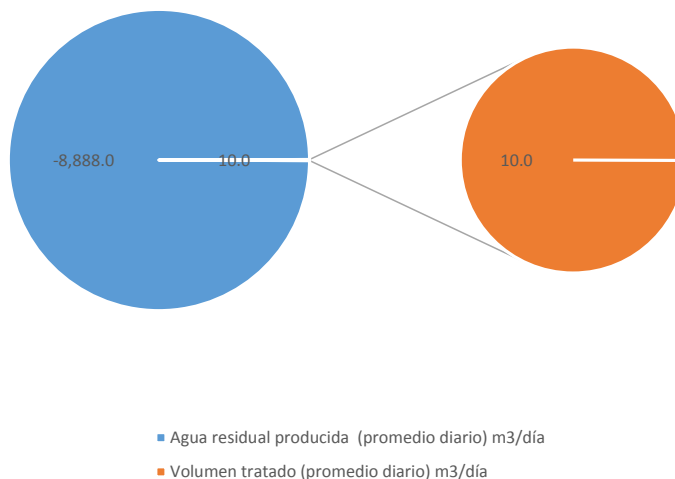 -8,888.0
10.0
10.0
Agua residual producida (promedio diario) m3/día
Volumen tratado (promedio diario) m3/día